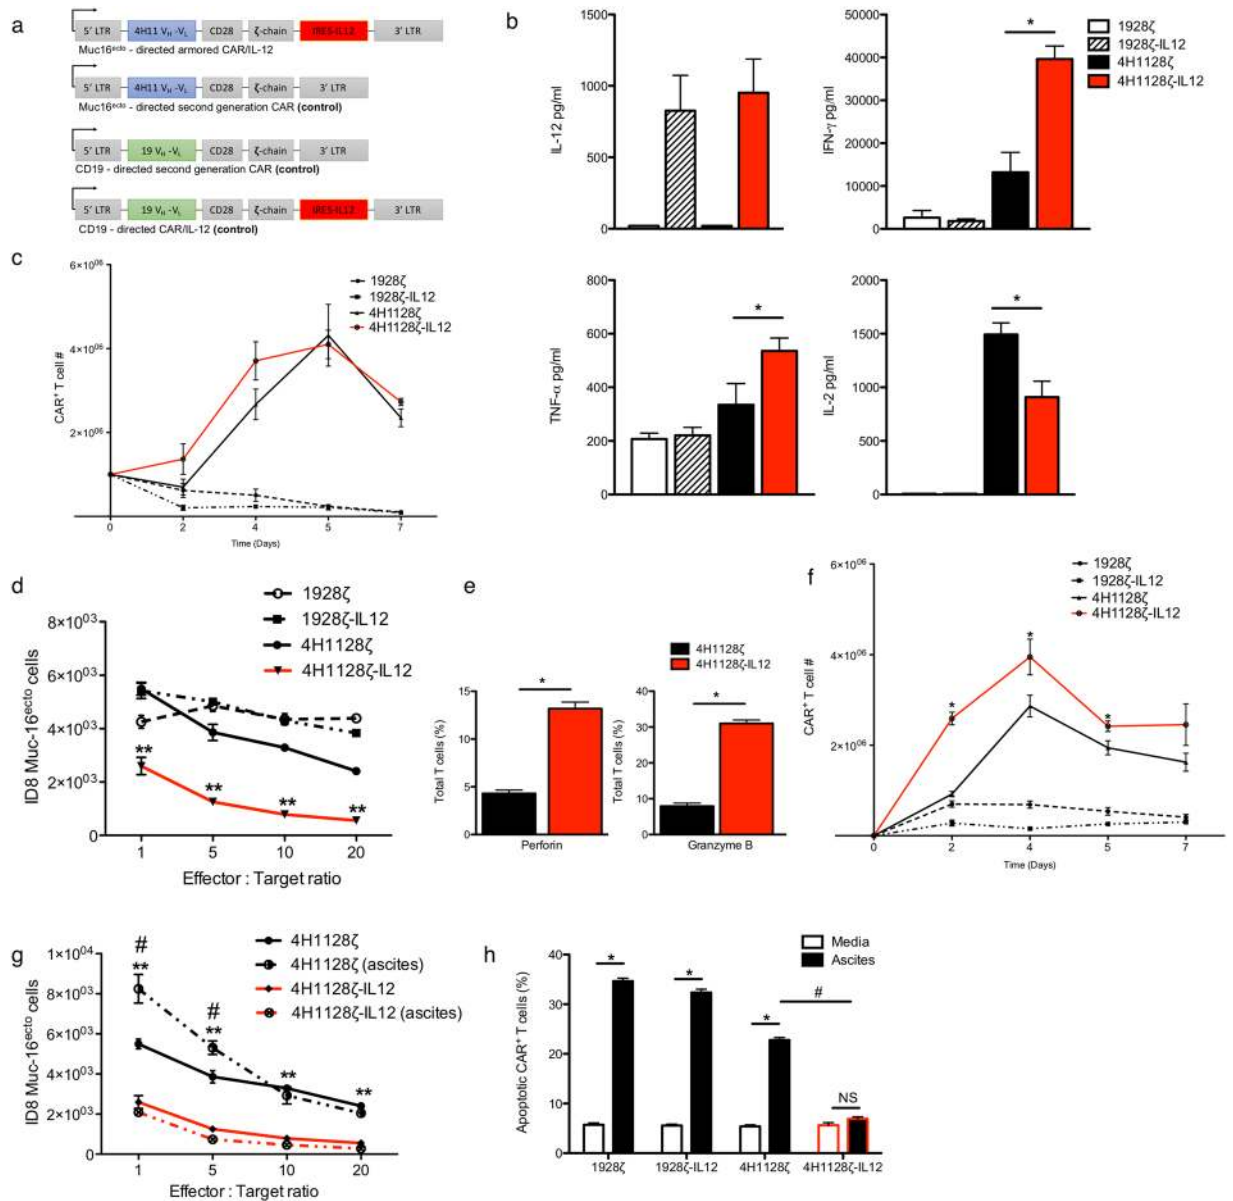 a
5' LTR 4H11 VH -VL CD28 ζ-chain IRES-IL12 3' LTR
Muc16ecto - directed armored CAR/IL-12
5' LTR 4H11 VH -VL CD28 ζ-chain 3' LTR
Muc16ecto - directed second generation CAR (control)
5' LTR 19 VH -VL CD28 ζ-chain 3' LTR
CD19 - directed second generation CAR (control)
5' LTR 19 VH -VL CD28 ζ-chain IRES-IL12 3' LTR
CD19 - directed CAR/IL-12 (control)
b
IL-12 pg/ml
1500
1000
500
0
IFN-γ pg/ml
50000
40000
30000
20000
10000
0
*
1928ζ
1928ζ-IL12
4H1128ζ
4H1128ζ-IL12
TNF-α pg/ml
800
600
400
200
0
*
IL-2 pg/ml
2000
1500
1000
500
0
*
c
CAR+ T cell #
6×10^06
4×10^06
2×10^06
0 2 4 5 7
Time (Days)
1928ζ
1928ζ-IL12
4H1128ζ
4H1128ζ-IL12
d
ID8 Muc-16ecto cells
8×10^03
6×10^03
4×10^03
2×10^03
0
1 5 10 20
Effector : Target ratio
1928ζ
1928ζ-IL12
4H1128ζ
4H1128ζ-IL12
** ** ** **
e
4H1128ζ
4H1128ζ-IL12
Total T cells (%)
15
10
5
0
*
Perforin
Total T cells (%)
40
30
20
10
0
*
Granzyme B
f
CAR+ T cell #
6×10^06
4×10^06
2×10^06
0 2 4 5 7
Time (Days)
1928ζ
1928ζ-IL12
4H1128ζ
4H1128ζ-IL12
* * *
g
ID8 Muc-16ecto cells
1×10^04
8×10^03
6×10^03
4×10^03
2×10^03
0
1 5 10 20
Effector : Target ratio
4H1128ζ
4H1128ζ (ascites)
4H1128ζ-IL12
4H1128ζ-IL12 (ascites)
# #
** ** ** **
h
Apoptotic CAR+ T cells (%)
40
30
20
10
0
Media
Ascites
* * * # NS
1928ζ 1928ζ-IL12 4H1128ζ 4H1128ζ-IL12